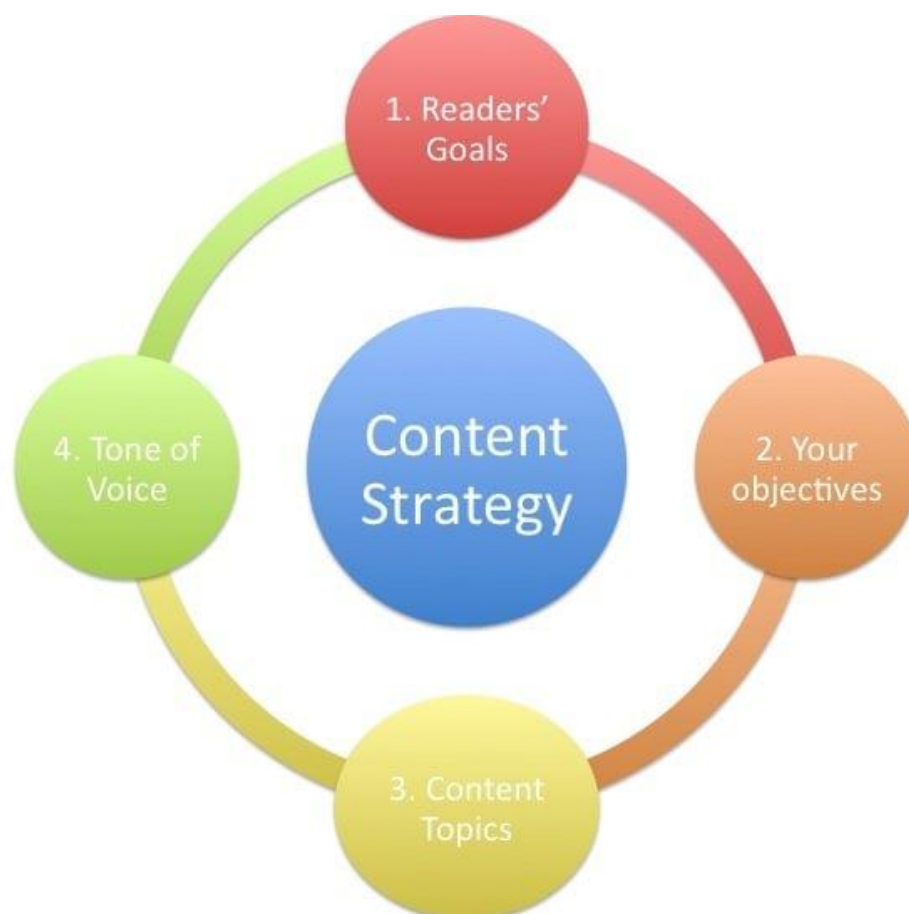 1. Readers’
Goals
2. Your
objectives
3. Content
Topics
4. Tone of
Voice
Content
Strategy